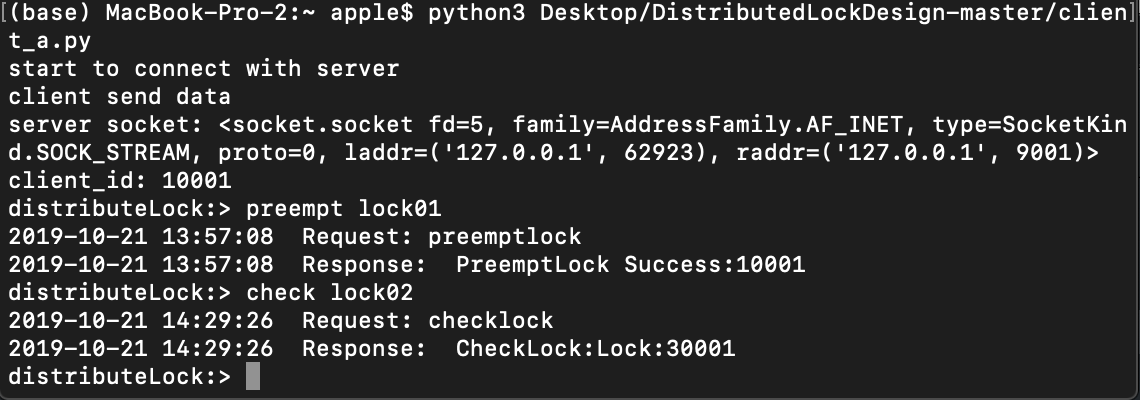 [(base) MacBook-Pro-2:~ apple$ python3 Desktop/DistributedLockDesign-master/clien]
t_a.py
start to connect with server
client send data
server socket: <socket.socket fd=5, family=AddressFamily.AF_INET, type=SocketKin
d.SOCK_STREAM, proto=0, laddr=('127.0.0.1', 62923), raddr=('127.0.0.1', 9001)>
client_id: 10001
distributeLock:> preempt lock01
2019-10-21 13:57:08  Request: preemptlock
2019-10-21 13:57:08  Response:  PreemptLock Success:10001
distributeLock:> check lock02
2019-10-21 14:29:26  Request: checklock
2019-10-21 14:29:26  Response:  CheckLock:Lock:30001
distributeLock:>